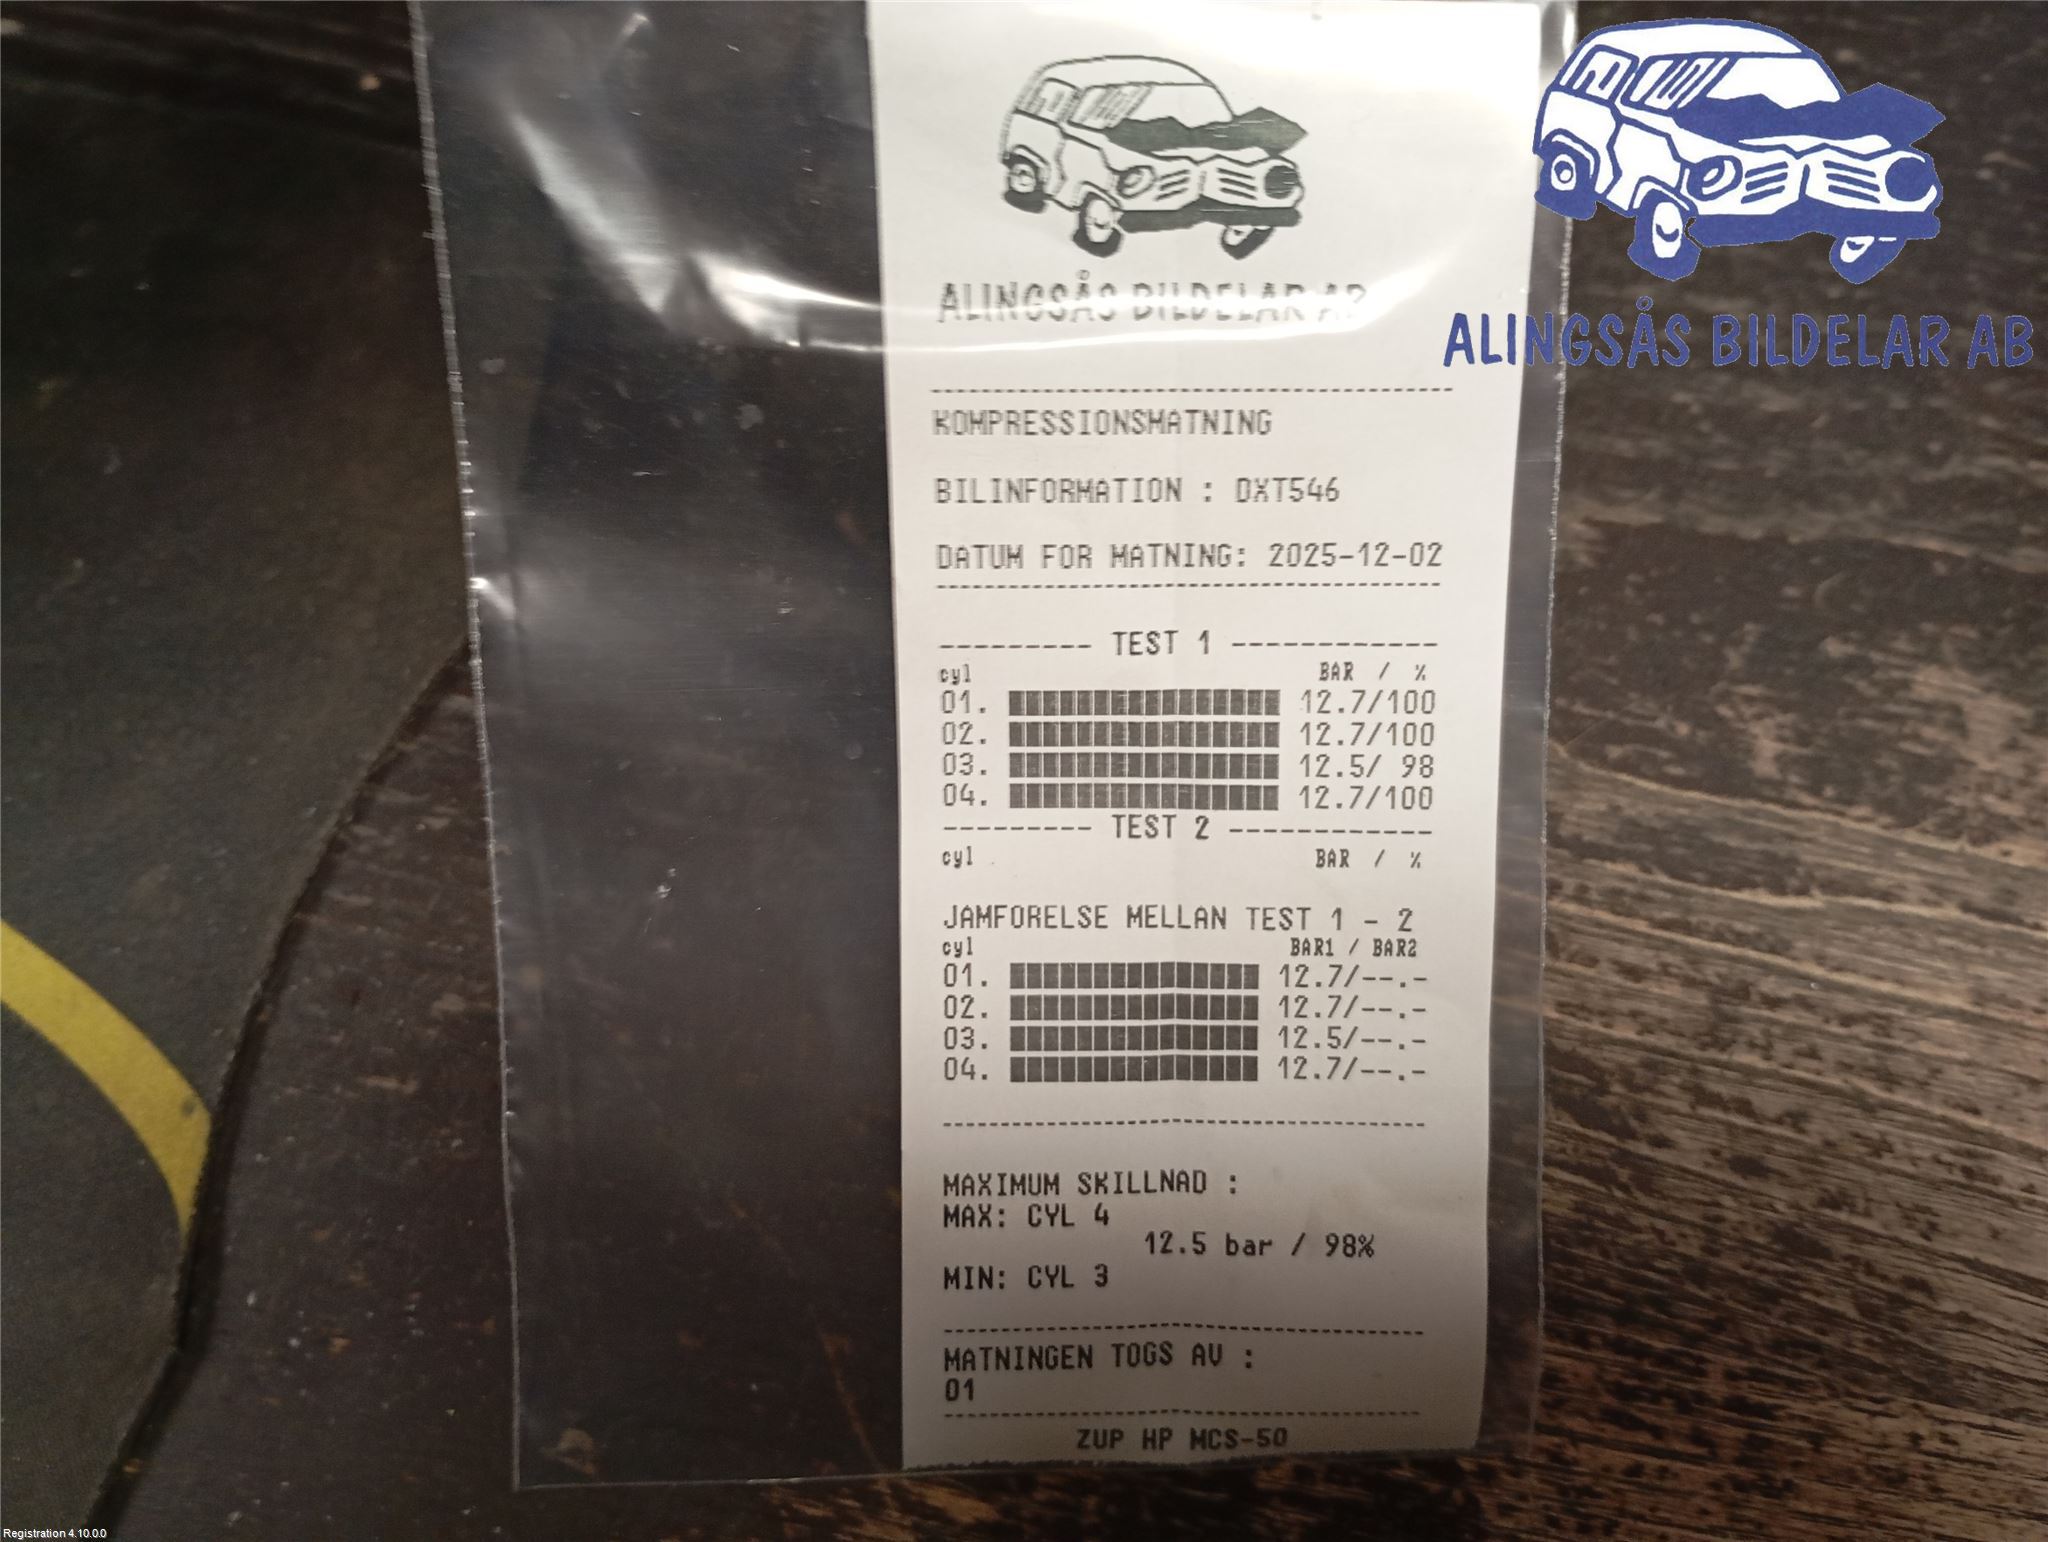 ALINGSÅS BILDELAR AB
ALINGSÅS BILDELAR AB
KOMPRESSIONSMATNING
BILINFORMATION : DXT546
DATUM FOR MATNING: 2025-12-02
--------- TEST 1 ------------
cyl BAR / %
01. 12.7/100
02. 12.7/100
03. 12.5/ 98
04. 12.7/100
--------- TEST 2 ------------
cyl BAR / %
JAMFORELSE MELLAN TEST 1 - 2
cyl BAR1 / BAR2
01. 12.7/--.-
02. 12.7/--.-
03. 12.5/--.-
04. 12.7/--.-
MAXIMUM SKILLNAD :
MAX: CYL 4
12.5 bar / 98%
MIN: CYL 3
MATNINGEN TOGS AV :
01
ZUP HP MCS-50
Registration 4.10.0.0